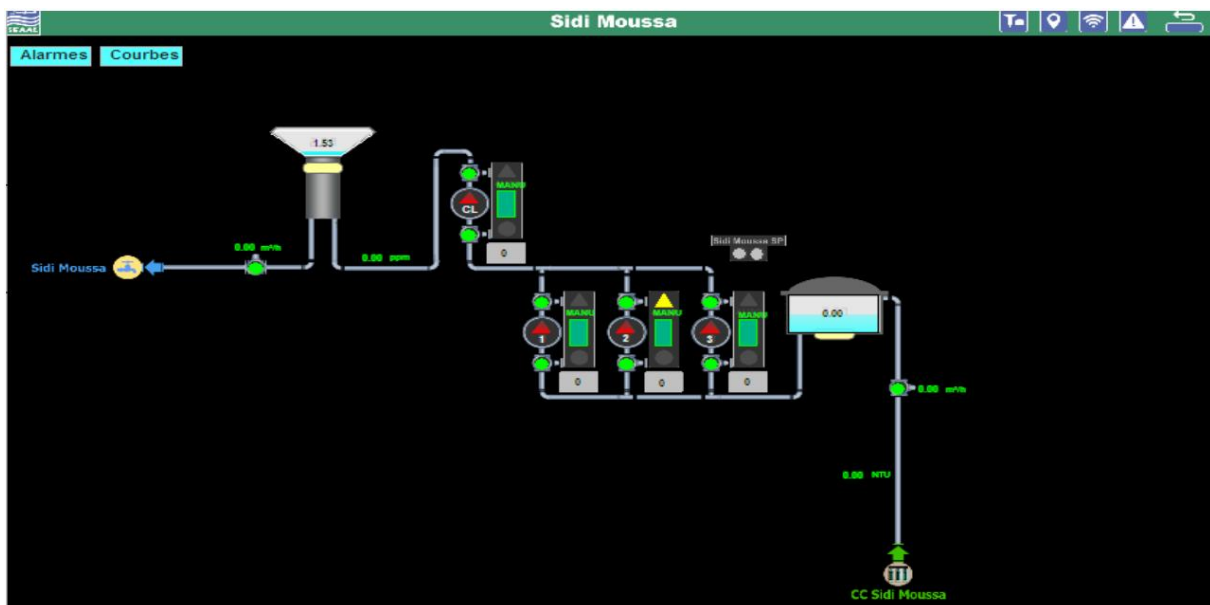 SEAAL
Sidi Moussa
Alarmes Courbes
1.53
MANU
CL
0
0.00 m³/h
Sidi Moussa
0.00 ppm
Sidi Moussa SP
MANU MANU MANU
1 2 3
0 0 0
0.00
0.00 m³/h
0.00 NTU
CC Sidi Moussa